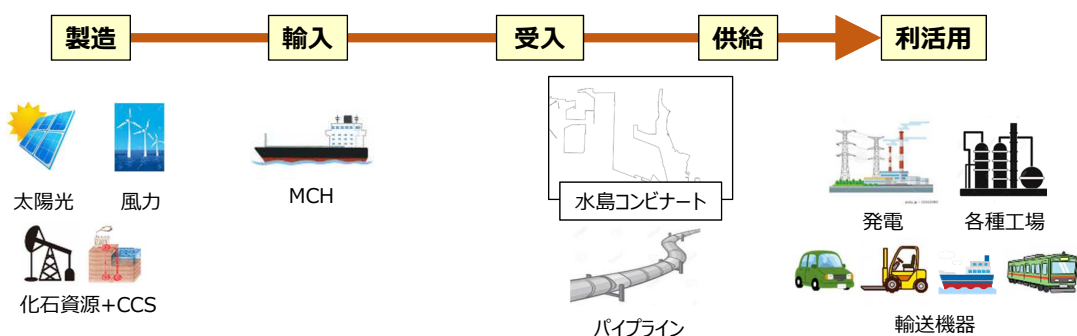 製造
輸入
受入
供給
利活用
太陽光
風力
MCH
水島コンビナート
発電
各種工場
化石資源+CCS
パイプライン
輸送機器